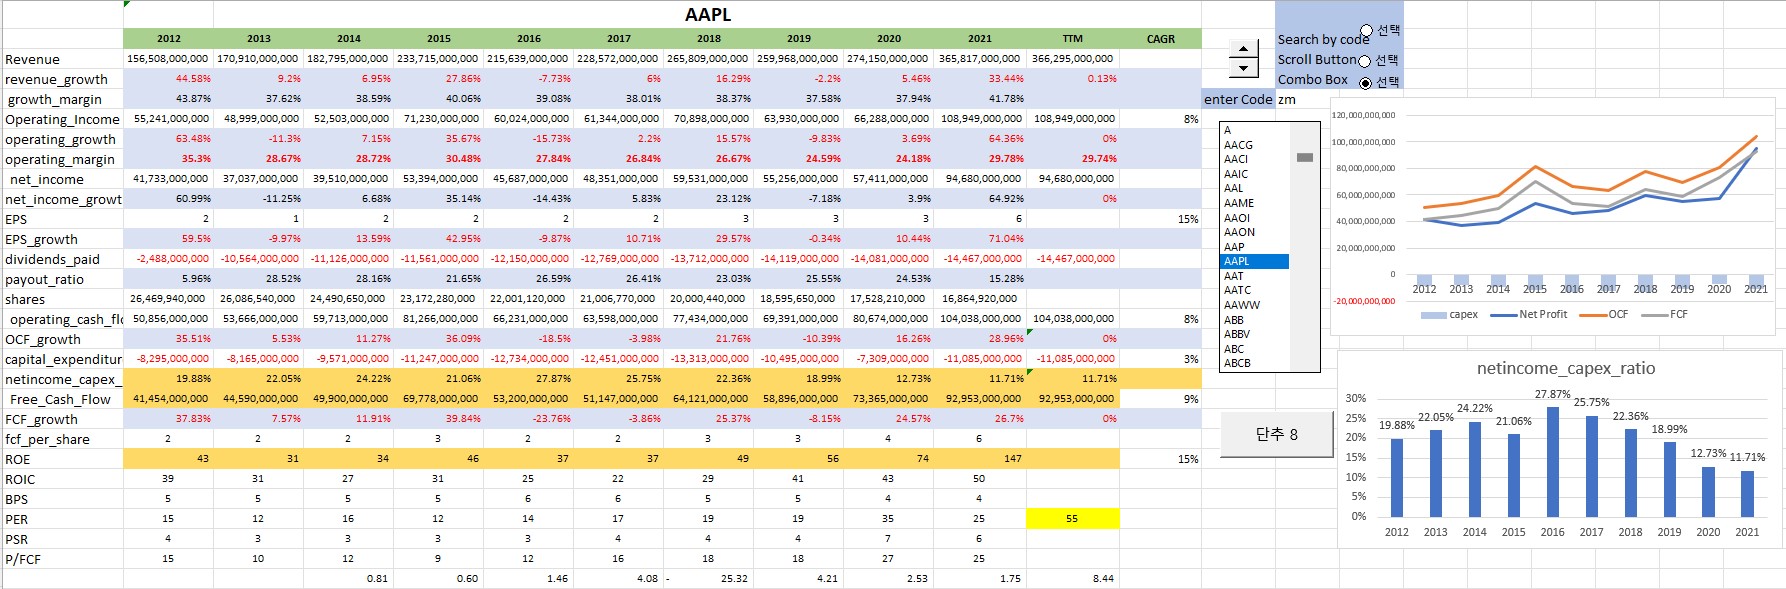 AAPL
2012 2013 2014 2015 2016 2017 2018 2019 2020 2021 TTM CAGR
Revenue 156,508,000,000 170,910,000,000 182,795,000,000 233,715,000,000 215,639,000,000 228,572,000,000 265,809,000,000 259,968,000,000 274,150,000,000 365,817,000,000 366,295,000,000
revenue_growth 44.58% 9.2% 6.95% 27.86% -7.73% 6% 16.29% -2.2% 5.46% 33.44% 0.13%
growth_margin 43.87% 37.62% 38.59% 40.06% 39.08% 38.01% 38.37% 37.58% 37.94% 41.78%
Operating_Income 55,241,000,000 48,999,000,000 52,503,000,000 71,230,000,000 60,024,000,000 61,344,000,000 70,898,000,000 63,930,000,000 66,288,000,000 108,949,000,000 108,949,000,000 8%
operating_growth 63.48% -11.3% 7.15% 35.67% -15.73% 2.2% 15.57% -9.83% 3.69% 64.36% 0%
operating_margin 35.3% 28.67% 28.72% 30.48% 27.84% 26.84% 26.67% 24.59% 24.18% 29.78% 29.74%
net_income 41,733,000,000 37,037,000,000 39,510,000,000 53,394,000,000 45,687,000,000 48,351,000,000 59,531,000,000 55,256,000,000 57,411,000,000 94,680,000,000 94,680,000,000
net_income_growt 60.99% -11.25% 6.68% 35.14% -14.43% 5.83% 23.12% -7.18% 3.9% 64.92% 0%
EPS 2 1 2 2 2 2 3 3 3 6 15%
EPS_growth 59.5% -9.97% 13.59% 42.95% -9.87% 10.71% 29.57% -0.34% 10.44% 71.04%
dividends_paid -2,488,000,000 -10,564,000,000 -11,126,000,000 -11,561,000,000 -12,150,000,000 -12,769,000,000 -13,712,000,000 -14,119,000,000 -14,081,000,000 -14,467,000,000 -14,467,000,000
payout_ratio 5.96% 28.52% 28.16% 21.65% 26.59% 26.41% 23.03% 25.55% 24.53% 15.28%
shares 26,469,940,000 26,086,540,000 24,490,650,000 23,172,280,000 22,001,120,000 21,006,770,000 20,000,440,000 18,595,650,000 17,528,210,000 16,864,920,000
operating_cash_flo 50,856,000,000 53,666,000,000 59,713,000,000 81,266,000,000 66,231,000,000 63,598,000,000 77,434,000,000 69,391,000,000 80,674,000,000 104,038,000,000 104,038,000,000 8%
OCF_growth 35.51% 5.53% 11.27% 36.09% -18.5% -3.98% 21.76% -10.39% 16.26% 28.96% 0%
capital_expenditur -8,295,000,000 -8,165,000,000 -9,571,000,000 -11,247,000,000 -12,734,000,000 -12,451,000,000 -13,313,000,000 -10,495,000,000 -7,309,000,000 -11,085,000,000 -11,085,000,000 3%
netincome_capex_ 19.88% 22.05% 24.22% 21.06% 27.87% 25.75% 22.36% 18.99% 12.73% 11.71% 11.71%
Free_Cash_Flow 41,454,000,000 44,590,000,000 49,900,000,000 69,778,000,000 53,200,000,000 51,147,000,000 64,121,000,000 58,896,000,000 73,365,000,000 92,953,000,000 92,953,000,000 9%
FCF_growth 37.83% 7.57% 11.91% 39.84% -23.76% -3.86% 25.37% -8.15% 24.57% 26.7% 0%
fcf_per_share 2 2 2 3 2 2 3 3 4 6
ROE 43 31 34 46 37 37 49 56 74 147 15%
ROIC 39 31 27 31 25 22 29 41 43 50
BPS 5 5 5 5 6 6 5 5 4 4
PER 15 12 16 12 14 17 19 19 35 25 55
PSR 4 3 3 3 3 4 4 4 7 6
P/FCF 15 10 12 9 12 16 18 18 27 25
0.81 0.60 1.46 4.08 - 25.32 4.21 2.53 1.75 8.44
Search by code 선택
Scroll Button 선택
Combo Box 선택
enter Code zm
A
AACG
AACI
AAIC
AAL
AAME
AAOI
AAON
AAP
AAPL
AAT
AATC
AAWW
ABB
ABBV
ABC
ABCB
단추 8
120,000,000,000
100,000,000,000
80,000,000,000
60,000,000,000
40,000,000,000
20,000,000,000
0
-20,000,000,000
2012 2013 2014 2015 2016 2017 2018 2019 2020 2021
capex Net Profit OCF FCF
netincome_capex_ratio
30%
25%
20%
15%
10%
5%
0%
19.88% 22.05% 24.22% 21.06% 27.87% 25.75% 22.36% 18.99% 12.73% 11.71%
2012 2013 2014 2015 2016 2017 2018 2019 2020 2021